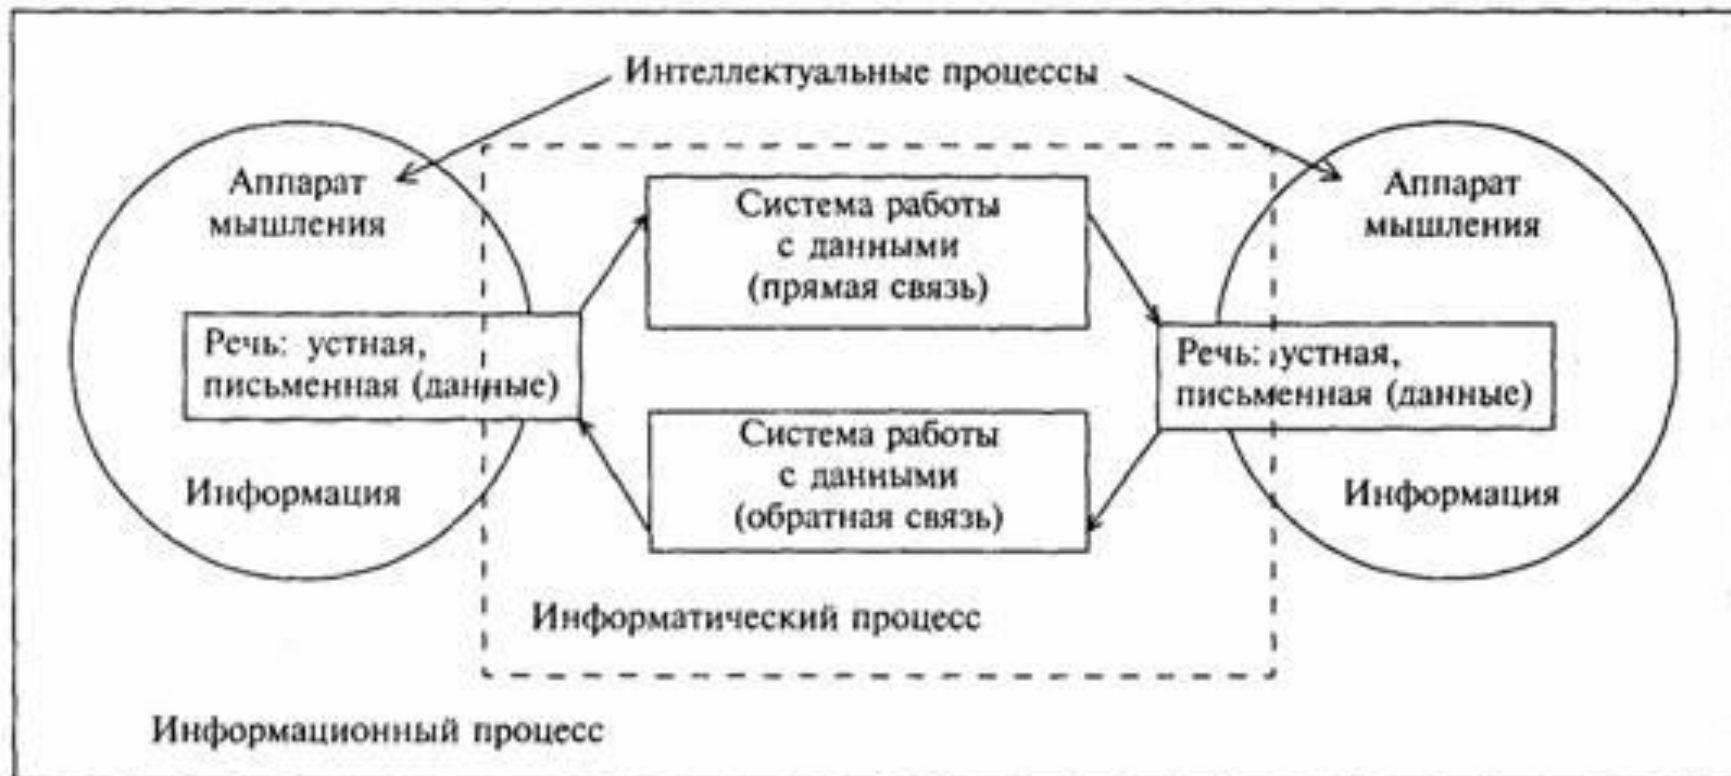 Интеллектуальные процессы
Аппарат
мышления
Речь: устная,
письменная (данные)
Информация
Система работы
с данными
(прямая связь)
Система работы
с данными
(обратная связь)
Аппарат
мышления
Речь: устная,
письменная (данные)
Информация
Информатический процесс
Информационный процесс